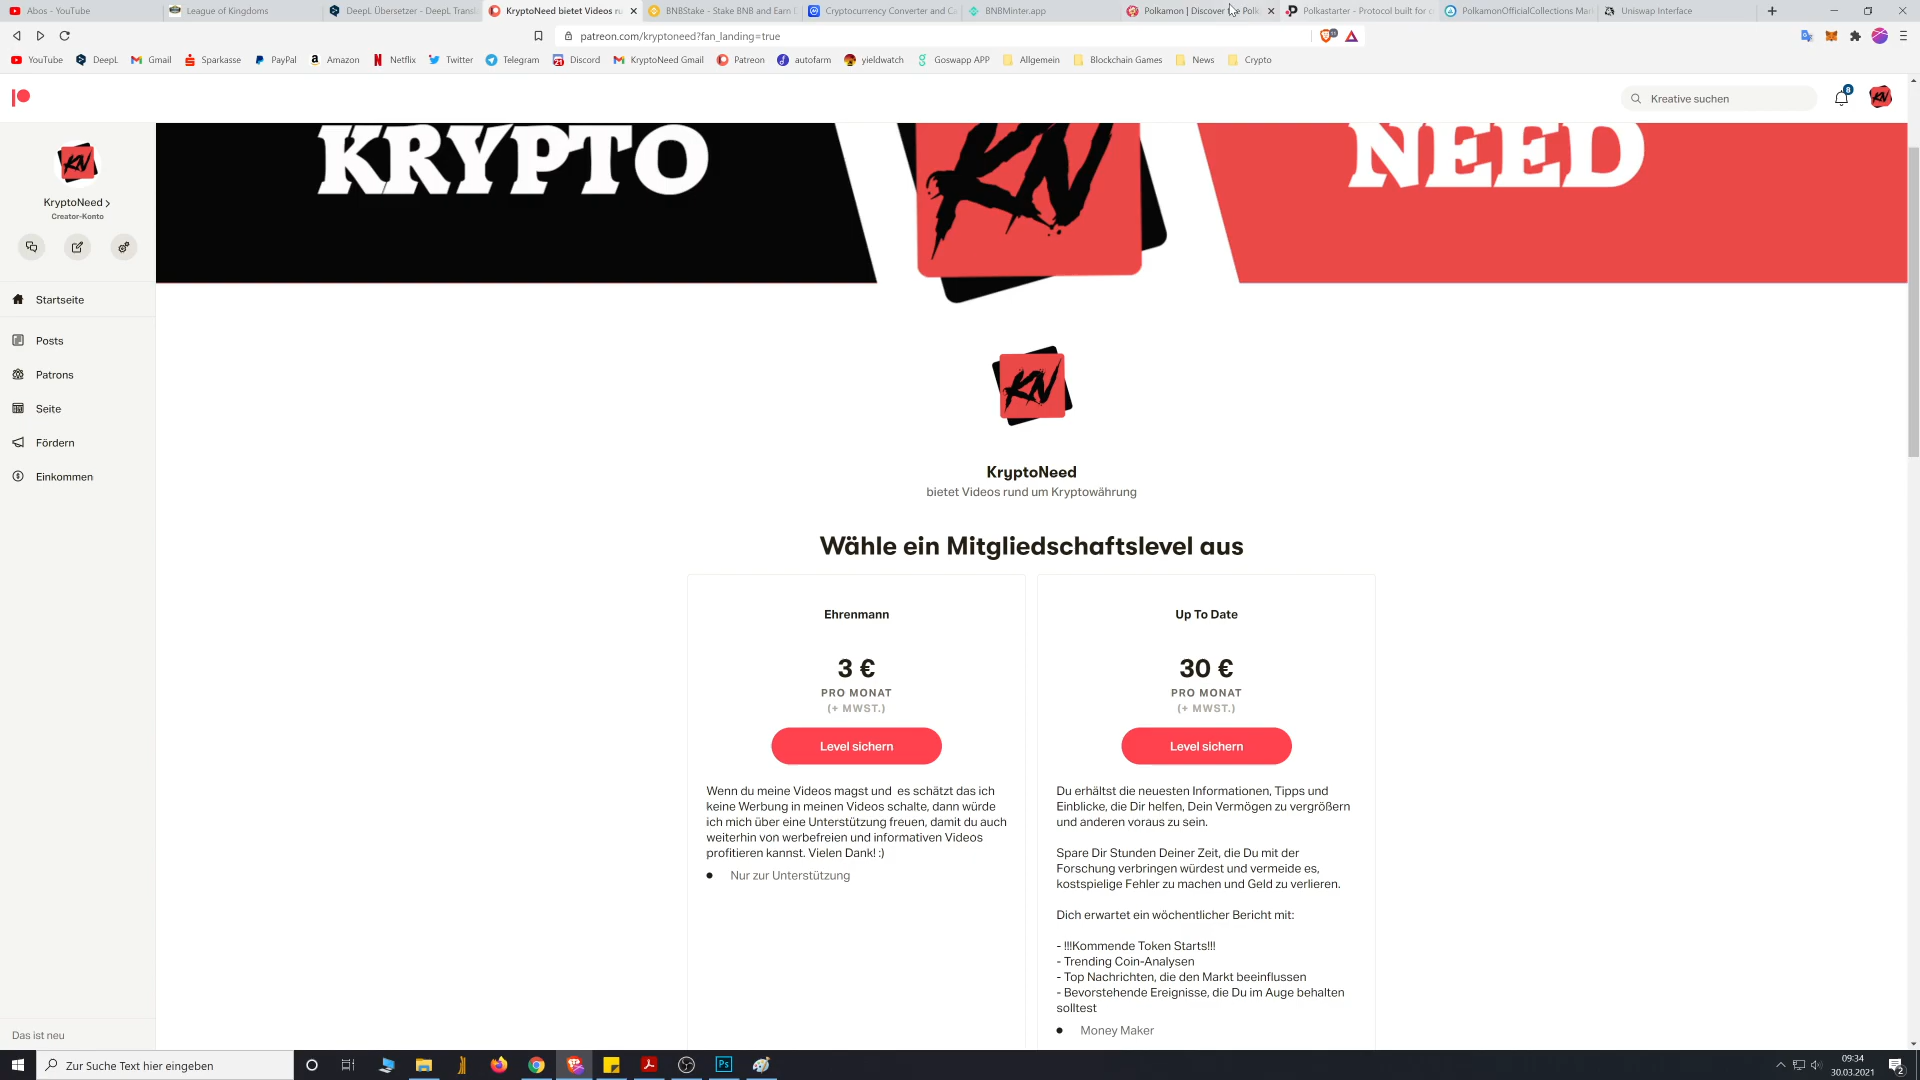 Abos - YouTube
League of Kingdoms
DeepL Übersetzer - DeepL Transl
KryptoNeed bietet Videos ru
BNBStake - Stake BNB and Earn
Cryptocurrency Converter and Ca
BNBMinter.app
Polkamon | Discover the Polk
Polkastarter - Protocol built for c
PolkamonOfficialCollections Mar
Uniswap Interface
patreon.com/kryptoneed?fan_landing=true
YouTube
DeepL
Gmail
Sparkasse
PayPal
Amazon
Netflix
Twitter
Telegram
21
Discord
KryptoNeed Gmail
Patreon
autofarm
yieldwatch
Goswapp APP
Allgemein
Blockchain Games
News
Crypto
Kreative suchen
8
KN
KRYPTO
KN
NEED
KN
KryptoNeed
Creator-Konto
Startseite
Posts
Patrons
Seite
Fördern
Einkommen
Das ist neu
KN
KryptoNeed
bietet Videos rund um Kryptowährung
Wähle ein Mitgliedschaftslevel aus
Ehrenmann
3 €
PRO MONAT
(+ MWST.)
Level sichern
Wenn du meine Videos magst und es schätzt das ich
keine Werbung in meinen Videos schalte, dann würde
ich mich über eine Unterstützung freuen, damit du auch
weiterhin von werbefreien und informativen Videos
profitieren kannst. Vielen Dank! :)
Nur zur Unterstützung
Up To Date
30 €
PRO MONAT
(+ MWST.)
Level sichern
Du erhältst die neuesten Informationen, Tipps und
Einblicke, die Dir helfen, Dein Vermögen zu vergrößern
und anderen voraus zu sein.
Spare Dir Stunden Deiner Zeit, die Du mit der
Forschung verbringen würdest und vermeide es,
kostspielige Fehler zu machen und Geld zu verlieren.
Dich erwartet ein wöchentlicher Bericht mit:
- !!!Kommende Token Starts!!!
- Trending Coin-Analysen
- Top Nachrichten, die den Markt beeinflussen
- Bevorstehende Ereignisse, die Du im Auge behalten
solltest
Money Maker
Zur Suche Text hier eingeben
Ps
09:34
30.03.2021
2